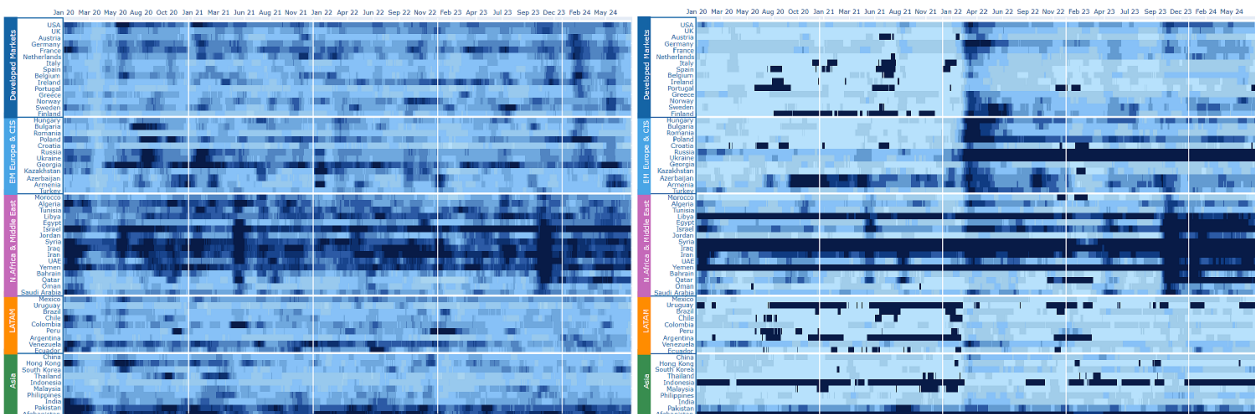 Jan 20 Mar 20 May 20 Aug 20 Oct 20 Jan 21 Mar 21 Jun 21 Aug 21 Nov 21 Jan 22 Apr 22 Jun 22 Sep 22 Nov 22 Feb 23 Apr 23 Jul 23 Sep 23 Dec 23 Feb 24 May 24
Developed Markets
USA
UK
Austria
Germany
France
Netherlands
Italy
Spain
Belgium
Ireland
Portugal
Greece
Norway
Sweden
Finland
EM Europe & CIS
Hungary
Bulgaria
Romania
Poland
Croatia
Russia
Ukraine
Georgia
Kazakhstan
Azerbaijan
Armenia
Turkey
N.Africa & Middle East
Morocco
Algeria
Tunisia
Libya
Egypt
Israel
Jordan
Syria
Iraq
Iran
UAE
Yemen
Bahrain
Qatar
Oman
Saudi Arabia
LATAM
Mexico
Uruguay
Brazil
Chile
Colombia
Peru
Argentina
Venezuela
Ecuador
Asia
China
Hong Kong
South Korea
Thailand
Indonesia
Malaysia
Philippines
India
Pakistan
Afghanistan
Jan 20 Mar 20 May 20 Aug 20 Oct 20 Jan 21 Mar 21 Jun 21 Aug 21 Nov 21 Jan 22 Apr 22 Jun 22 Sep 22 Nov 22 Feb 23 Apr 23 Jul 23 Sep 23 Dec 23 Feb 24 May 24
Developed Markets
USA
UK
Austria
Germany
France
Netherlands
Italy
Spain
Belgium
Ireland
Portugal
Greece
Norway
Sweden
Finland
EM Europe & CIS
Hungary
Bulgaria
Romania
Poland
Croatia
Russia
Ukraine
Georgia
Kazakhstan
Azerbaijan
Armenia
Turkey
N.Africa & Middle East
Morocco
Algeria
Tunisia
Libya
Egypt
Israel
Jordan
Syria
Iraq
Iran
UAE
Yemen
Bahrain
Qatar
Oman
Saudi Arabia
LATAM
Mexico
Uruguay
Brazil
Chile
Colombia
Peru
Argentina
Venezuela
Ecuador
Asia
China
Hong Kong
South Korea
Thailand
Indonesia
Malaysia
Philippines
India
Pakistan
Afghanistan